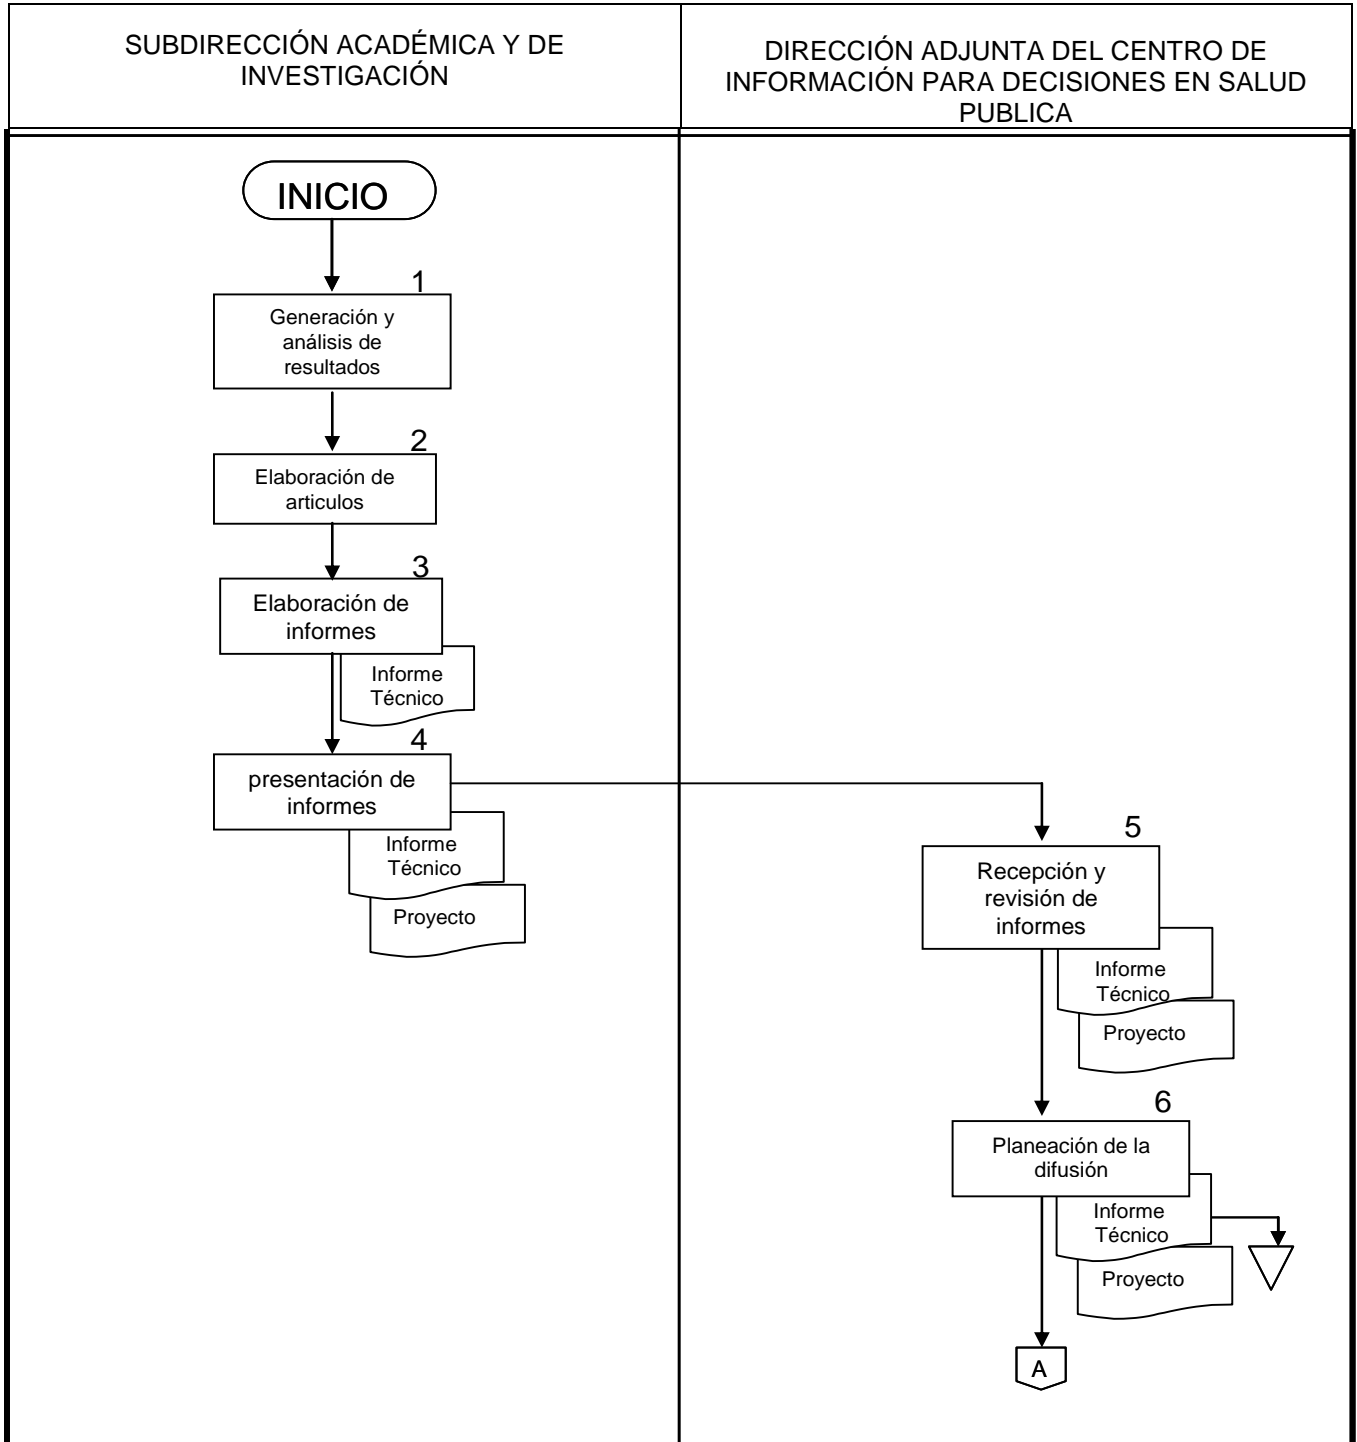 SUBDIRECCIÓN ACADÉMICA Y DE
INVESTIGACIÓN
DIRECCIÓN ADJUNTA DEL CENTRO DE
INFORMACIÓN PARA DECISIONES EN SALUD
PUBLICA
INICIO
1
Generación y
análisis de
resultados
2
Elaboración de
articulos
3
Elaboración de
informes
Informe
Técnico
4
presentación de
informes
Informe
Técnico
Proyecto
5
Recepción y
revisión de
informes
Informe
Técnico
Proyecto
6
Planeación de la
difusión
Informe
Técnico
Proyecto
A